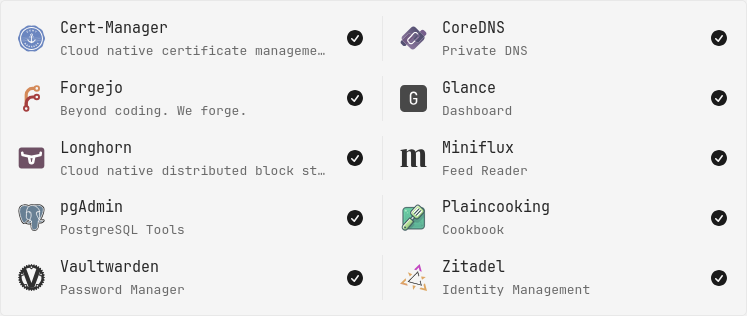 Cert-Manager
Cloud native certificate manageme…
CoreDNS
Private DNS
Forgejo
Beyond coding. We forge.
G
Glance
Dashboard
Longhorn
Cloud native distributed block st…
m
Miniflux
Feed Reader
pgAdmin
PostgreSQL Tools
Plaincooking
Cookbook
V
Vaultwarden
Password Manager
Zitadel
Identity Management